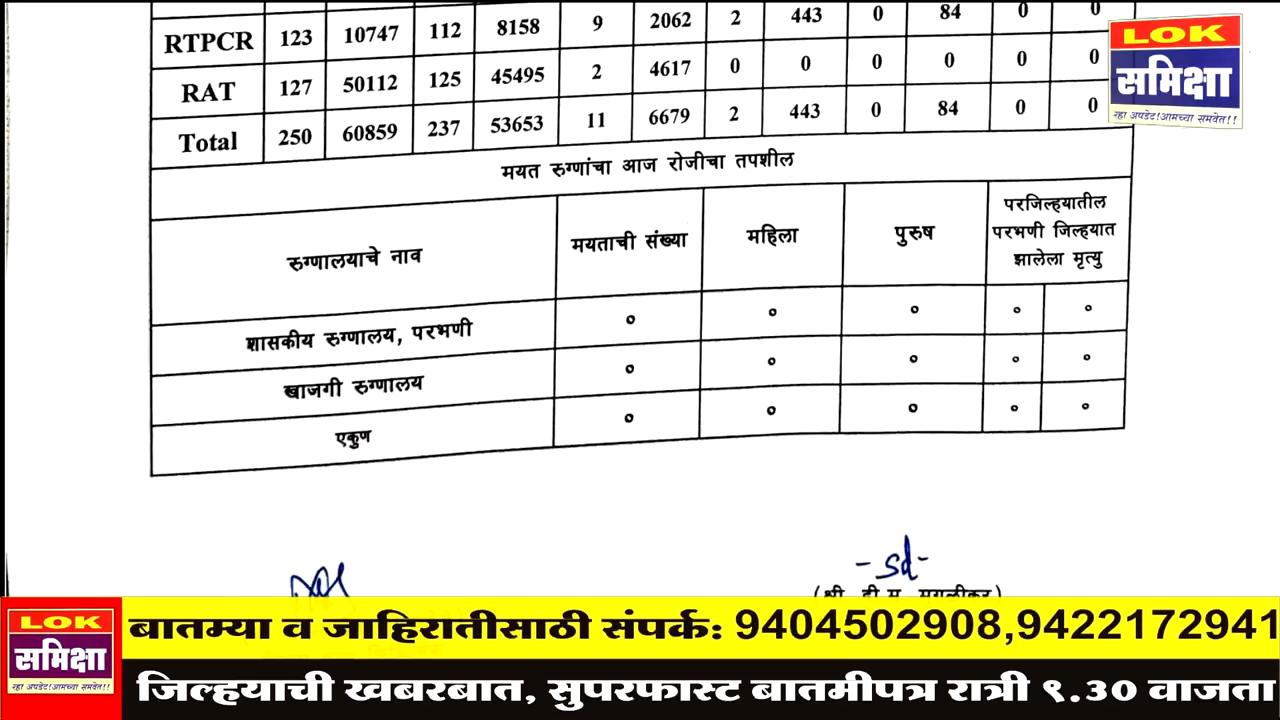 RTPCR 123 10747 112 8158 9 2062 2 443 0 84 0 0
RAT 127 50112 125 45495 2 4617 0 0 0 0 0 0
Total 250 60859 237 53653 11 6679 2 443 0 84 0 0
मयत रुग्णांचा आज रोजीचा तपशील
रुग्णालयाचे नाव मयताची संख्या महिला पुरुष परजिल्हयातील परभणी जिल्हयात झालेला मृत्यु
शासकीय रुग्णालय, परभणी ० ० ० ० ०
खाजगी रुग्णालय ० ० ० ० ०
एकुण ० ० ० ० ०
-sd-
LOK
समिक्षा
रहा अपडेट!आमच्या समवेत!!
LOK
समिक्षा
रहा अपडेट!आमच्या समवेत!!
बातम्या व जाहिरातीसाठी संपर्क: 9404502908,9422172941
जिल्हयाची खबरबात, सुपरफास्ट बातमीपत्र रात्री ९.30 वाजता